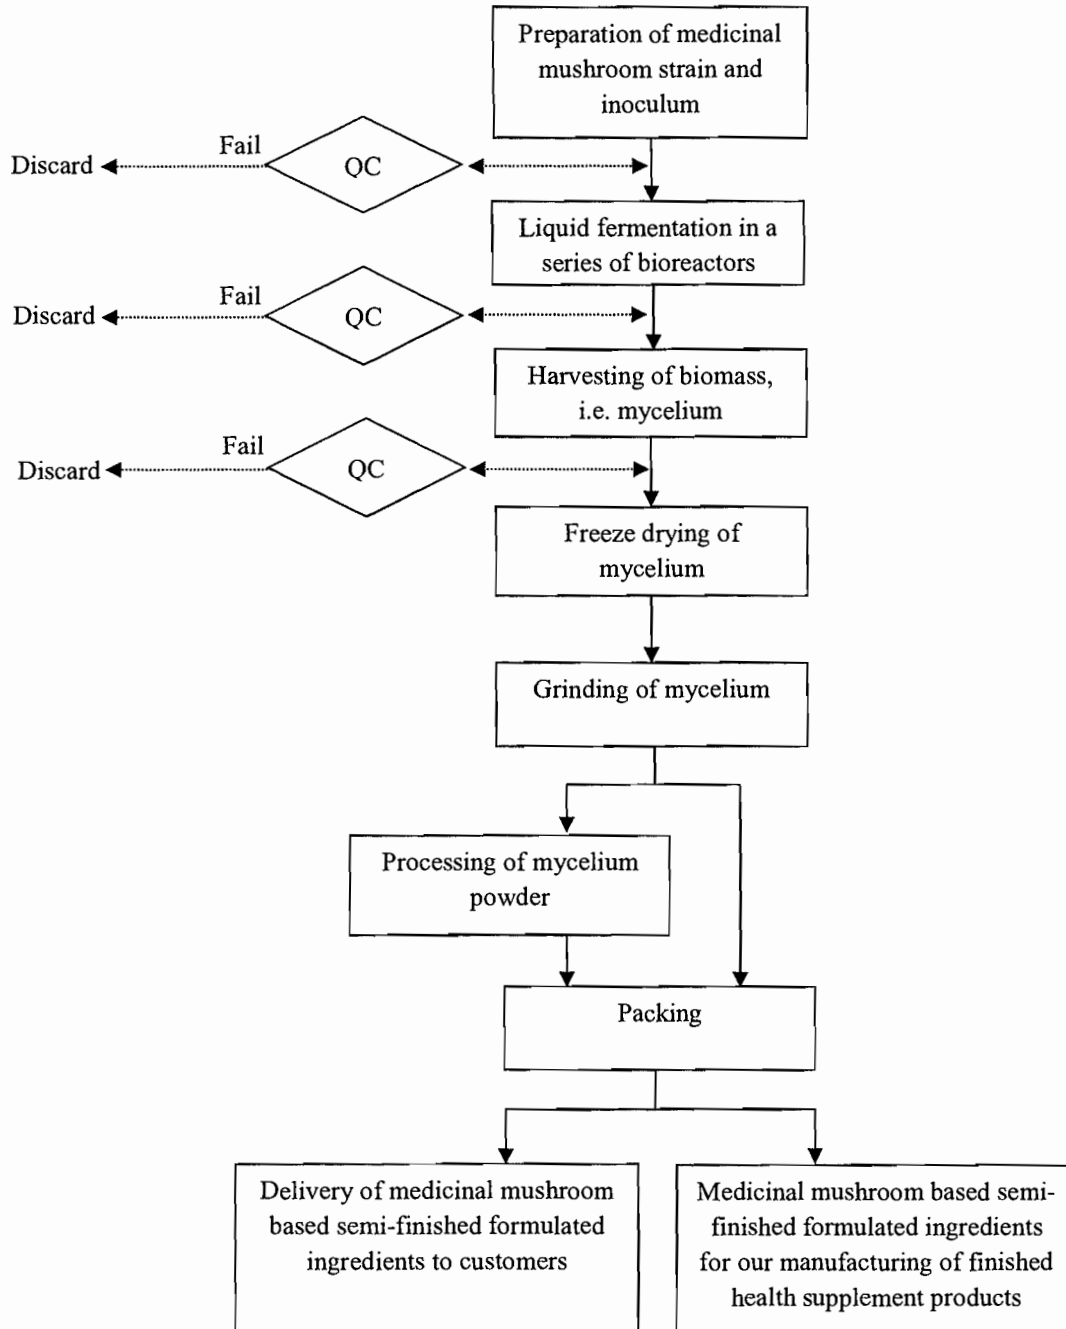 Preparation of medicinal
mushroom strain and
inoculum
Fail
Discard
QC
Liquid fermentation in a
series of bioreactors
Fail
Discard
QC
Harvesting of biomass,
i.e. mycelium
Fail
Discard
QC
Freeze drying of
mycelium
Grinding of mycelium
Processing of mycelium
powder
Packing
Delivery of medicinal mushroom
based semi-finished formulated
ingredients to customers
Medicinal mushroom based semi-
finished formulated ingredients
for our manufacturing of finished
health supplement products